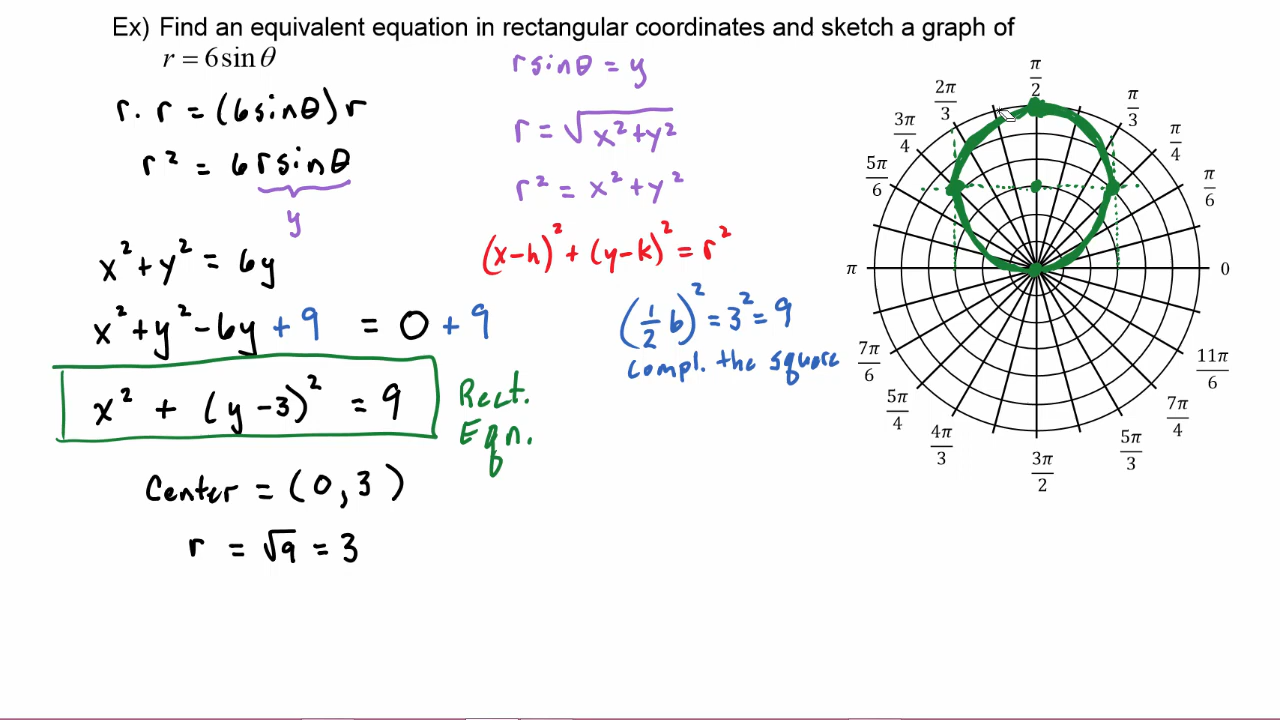 Ex) Find an equivalent equation in rectangular coordinates and sketch a graph of
r = 6 sin θ
r · r = (6 sin θ) r
r² = 6 r sin θ
y
x² + y² = 6y
x² + y² - 6y + 9 = 0 + 9
x² + (y - 3)² = 9
Rect.
Eqn.
Center = (0, 3)
r = √9 = 3
r sin θ = y
r = √(x² + y²)
r² = x² + y²
(x - h)² + (y - k)² = r²
(1/2 b)² = 3² = 9
Compl. the square
π/2
2π/3
π/3
3π/4
π/4
5π/6
π/6
π
0
7π/6
11π/6
5π/4
7π/4
4π/3
5π/3
3π/2